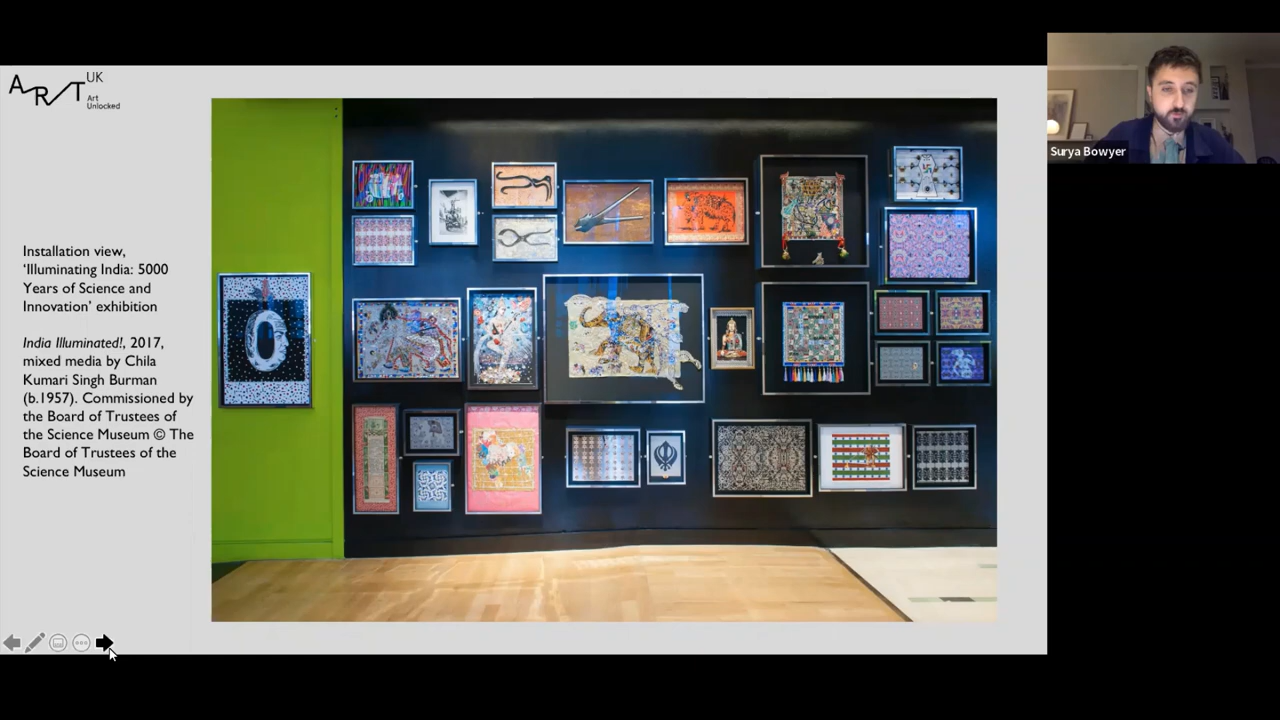 ART UK
Art
Unlocked
Surya Bowyer
Installation view,
‘Illuminating India: 5000
Years of Science and
Innovation’ exhibition
India Illuminated!, 2017,
mixed media by Chila
Kumari Singh Burman
(b.1957). Commissioned by
the Board of Trustees of
the Science Museum © The
Board of Trustees of the
Science Museum